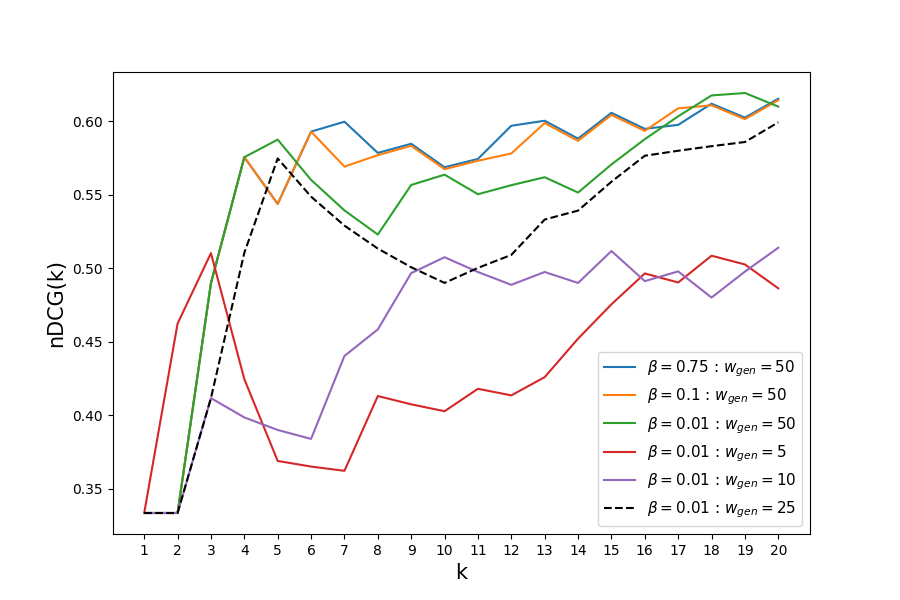 nDCG(k)
0.60
0.55
0.50
0.45
0.40
0.35
1 2 3 4 5 6 7 8 9 10 11 12 13 14 15 16 17 18 19 20
k
β = 0.75 : w_gen = 50
β = 0.1 : w_gen = 50
β = 0.01 : w_gen = 50
β = 0.01 : w_gen = 5
β = 0.01 : w_gen = 10
β = 0.01 : w_gen = 25